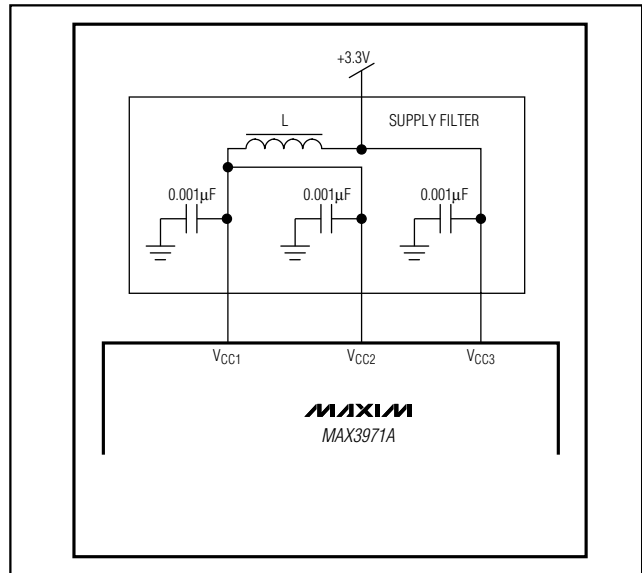 +3.3V
L SUPPLY FILTER
0.001μF 0.001μF 0.001μF
VCC1 VCC2 VCC3
MAXIM
MAX3971A